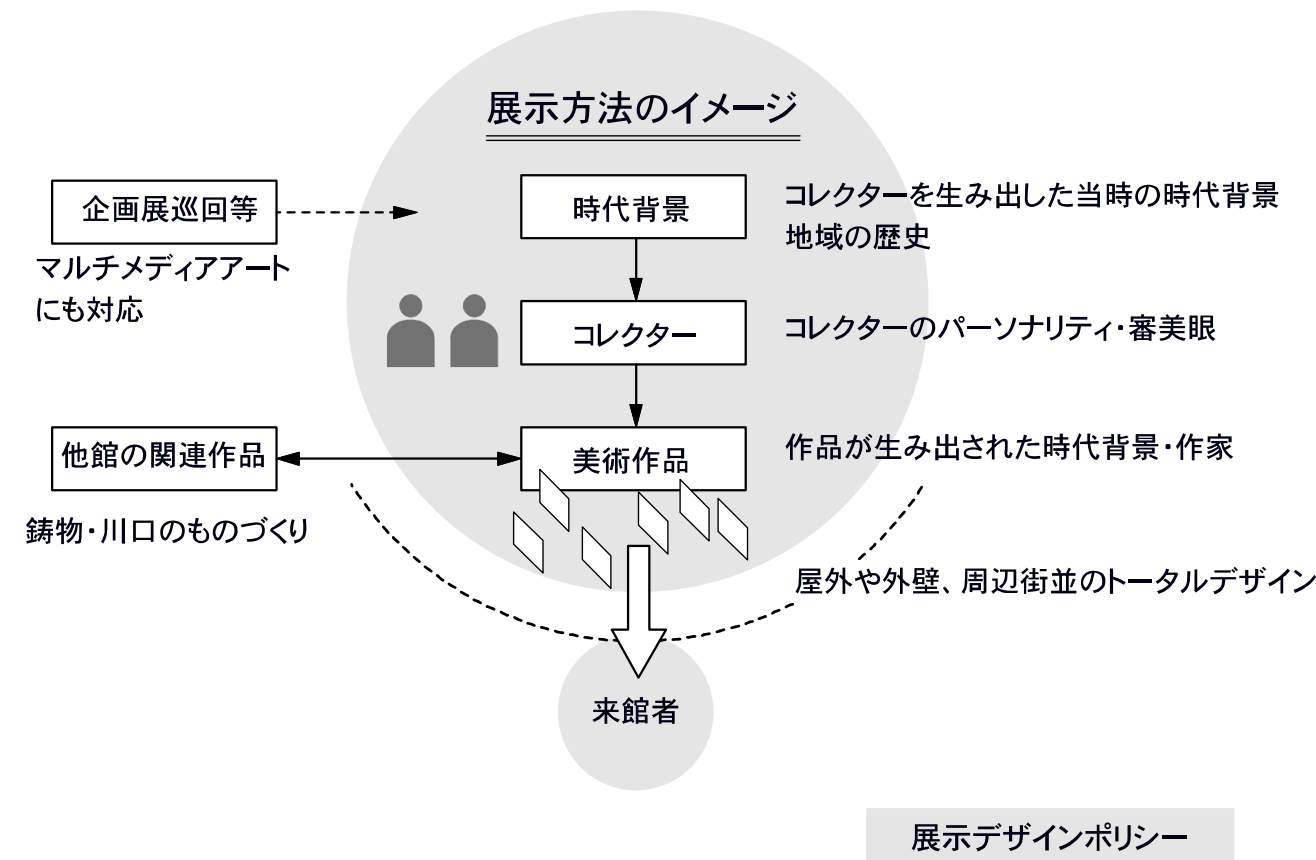 展示方法のイメージ
企画展巡回等
マルチメディアアート
にも対応
時代背景
コレクターを生み出した当時の時代背景
地域の歴史
コレクター
コレクターのパーソナリティ・審美眼
他館の関連作品
鋳物・川口のものづくり
美術作品
作品が生み出された時代背景・作家
屋外や外壁、周辺街並のトータルデザイン
来館者
展示デザインポリシー